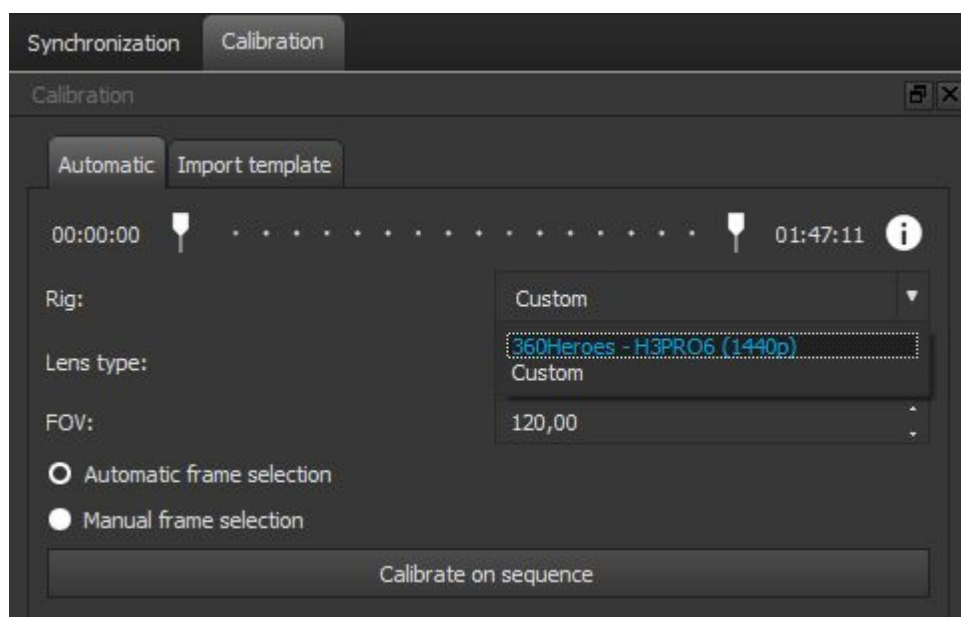 Synchronization Calibration
Calibration
Automatic Import template
00:00:00 01:47:11
Rig: Custom
360Heroes - H3PRO6 (1440p)
Lens type:
Custom
FOV: 120,00
Automatic frame selection
Manual frame selection
Calibrate on sequence